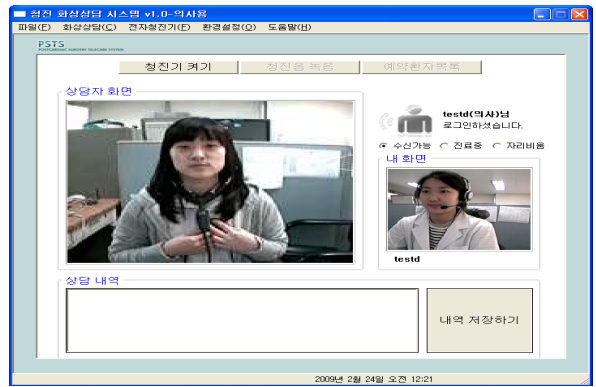 청진 화상상담 시스템 v1.0-의사용
파일(F) 화상상담(C) 전자청진기(E) 환경설정(O) 도움말(H)
PSTS
청진기 켜기 청진음 녹음 예약환자목록
상담자 화면
testd(의사)님
로그인하셨습니다.
수신가능 진료중 자리비움
내 화면
testd
상담 내역
내역 저장하기
2009년 2월 24일 오전 12:21